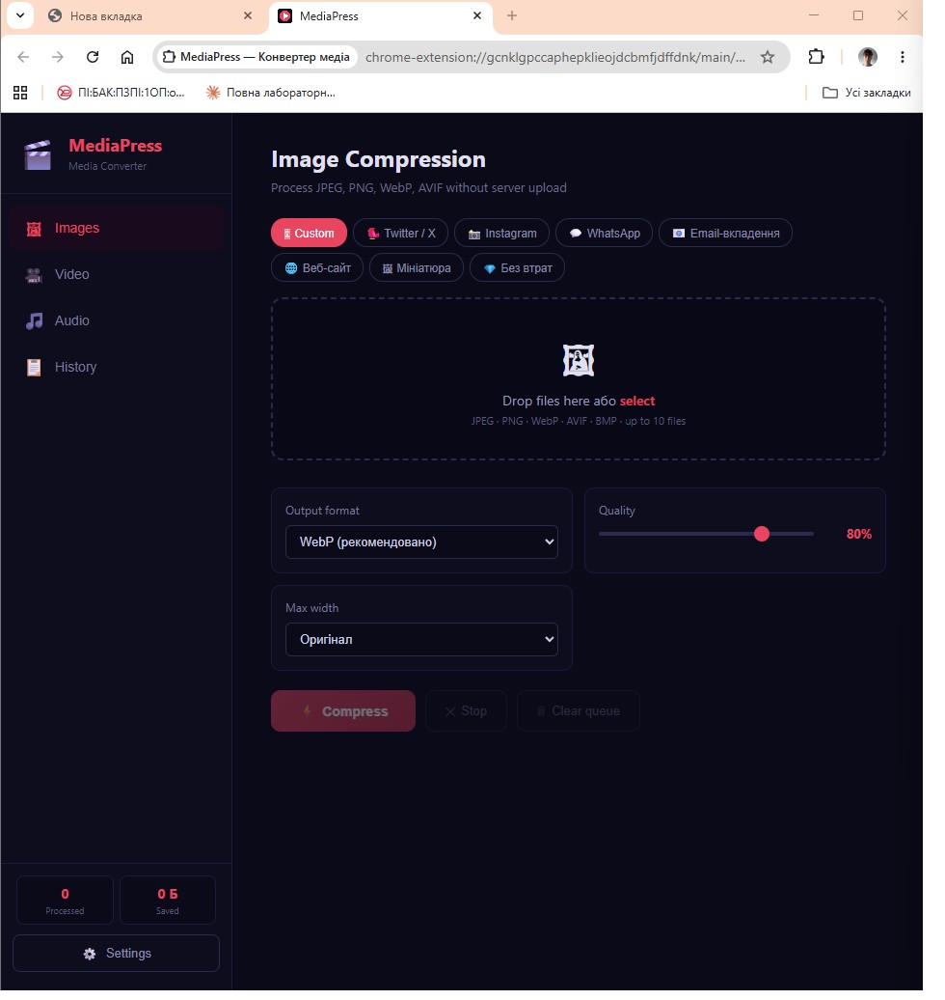 Нова вкладка
MediaPress
MediaPress — Конвертер медіа
chrome-extension://gcnklgpccaphepklieojdcbmfjdffdnk/main/...
ПІ:БАК:ПЗПІ:1ОП:о...
Повна лабораторн...
Усі закладки
MediaPress
Media Converter
Images
Video
Audio
History
0
Processed
0 Б
Saved
Settings
Image Compression
Process JPEG, PNG, WebP, AVIF without server upload
Custom
Twitter / X
Instagram
WhatsApp
Email-вкладення
Веб-сайт
Мініатюра
Без втрат
Drop files here або select
JPEG · PNG · WebP · AVIF · BMP · up to 10 files
Output format
WebP (рекомендовано)
Quality
80%
Max width
Оригінал
Compress
Stop
Clear queue